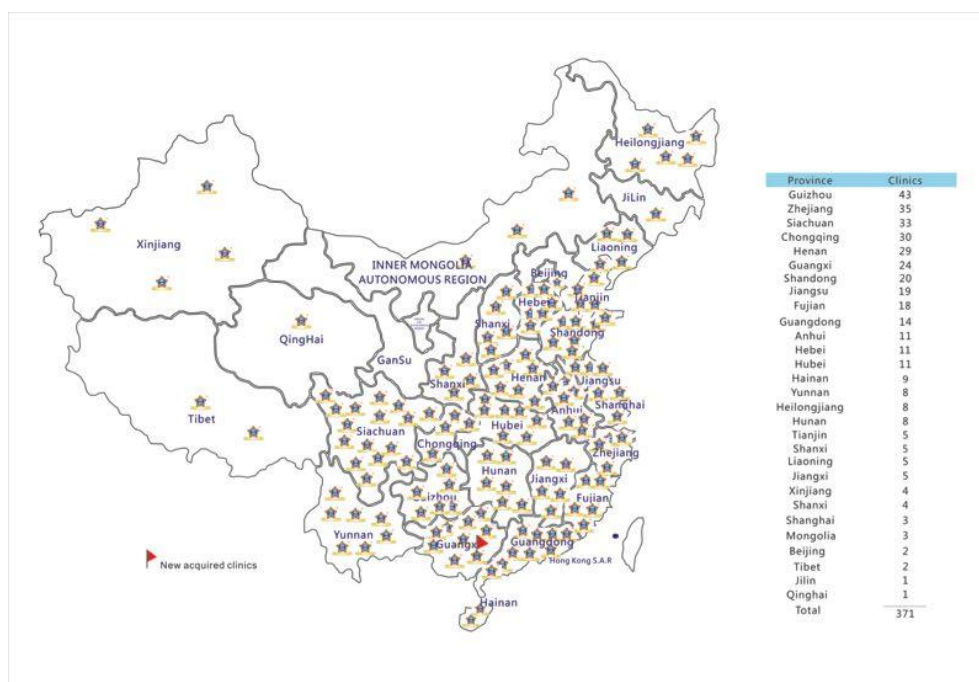 Heilongjiang
JiLin
Xinjiang
Liaoning
INNER MONGOLIA
AUTONOMOUS REGION
Beijing
Tianjin
Hebei
Shanxi
QingHai
Shandong
GanSu
Shanxi
Henan
Jiangsu
Tibet
Shanghai
Anhui
Siachuan
Hubei
Chongqing
Zhejiang
Hunan
Jiangxi
Guizhou
Fujian
Yunnan
Guangxi
Guangdong
Hong Kong S.A.R
New acquired clinics
Hainan
Province Clinics
Guizhou 43
Zhejiang 35
Siachuan 33
Chongqing 30
Henan 29
Guangxi 24
Shandong 20
Jiangsu 19
Fujian 18
Guangdong 14
Anhui 11
Hebei 11
Hubei 11
Hainan 9
Yunnan 8
Heilongjiang 8
Hunan 8
Tianjin 5
Shanxi 5
Liaoning 5
Jiangxi 5
Xinjiang 4
Shanxi 4
Shanghai 3
Mongolia 3
Beijing 2
Tibet 2
Jilin 1
Qinghai 1
Total 371